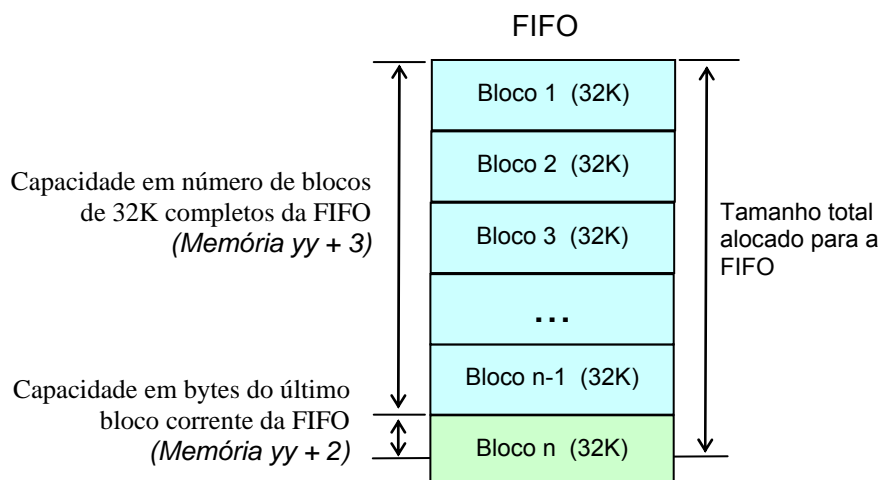 FIFO
Bloco 1 (32K)
Bloco 2 (32K)
Capacidade em número de blocos
de 32K completos da FIFO
(Memória yy + 3)
Bloco 3 (32K)
Tamanho total
alocado para a
FIFO
...
Bloco n-1 (32K)
Capacidade em bytes do último
bloco corrente da FIFO
(Memória yy + 2)
Bloco n (32K)